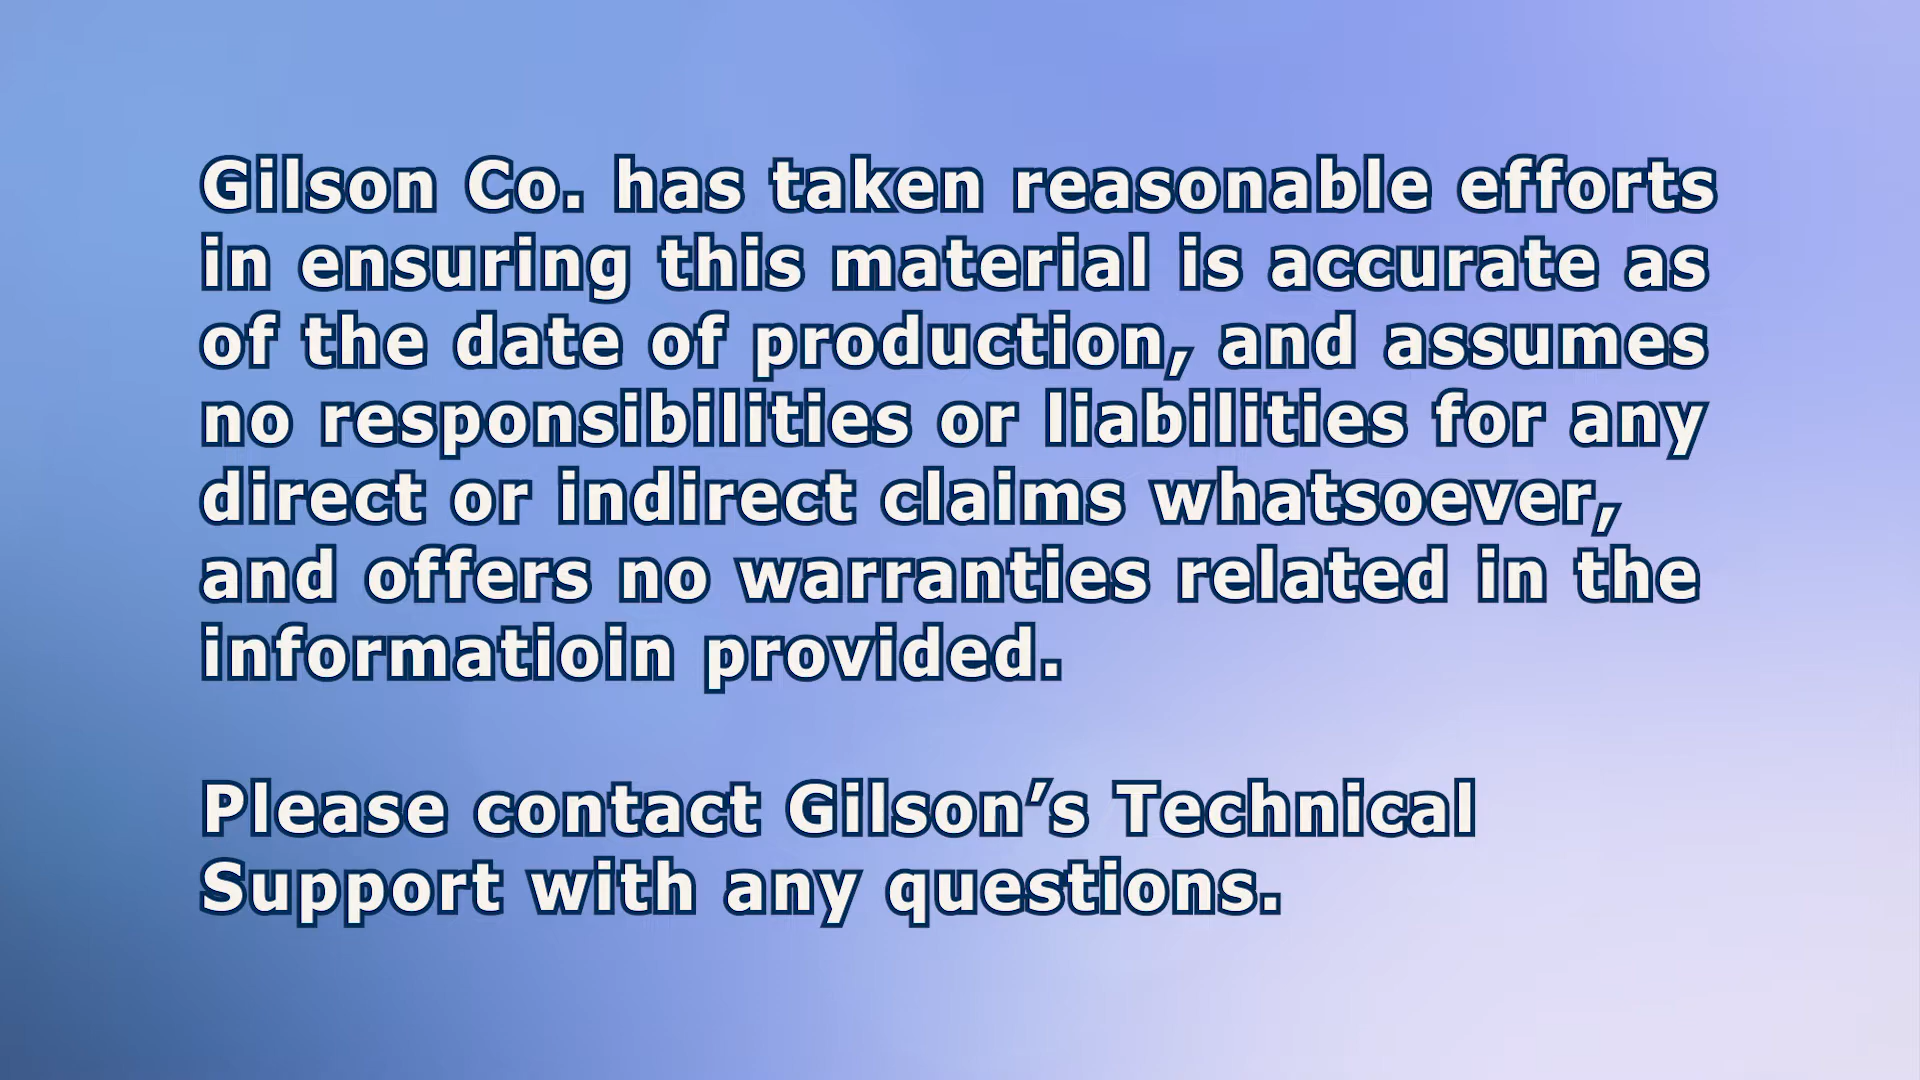 Gilson Co. has taken reasonable efforts
in ensuring this material is accurate as
of the date of production, and assumes
no responsibilities or liabilities for any
direct or indirect claims whatsoever,
and offers no warranties related in the
informatioin provided.
Please contact Gilson’s Technical
Support with any questions.